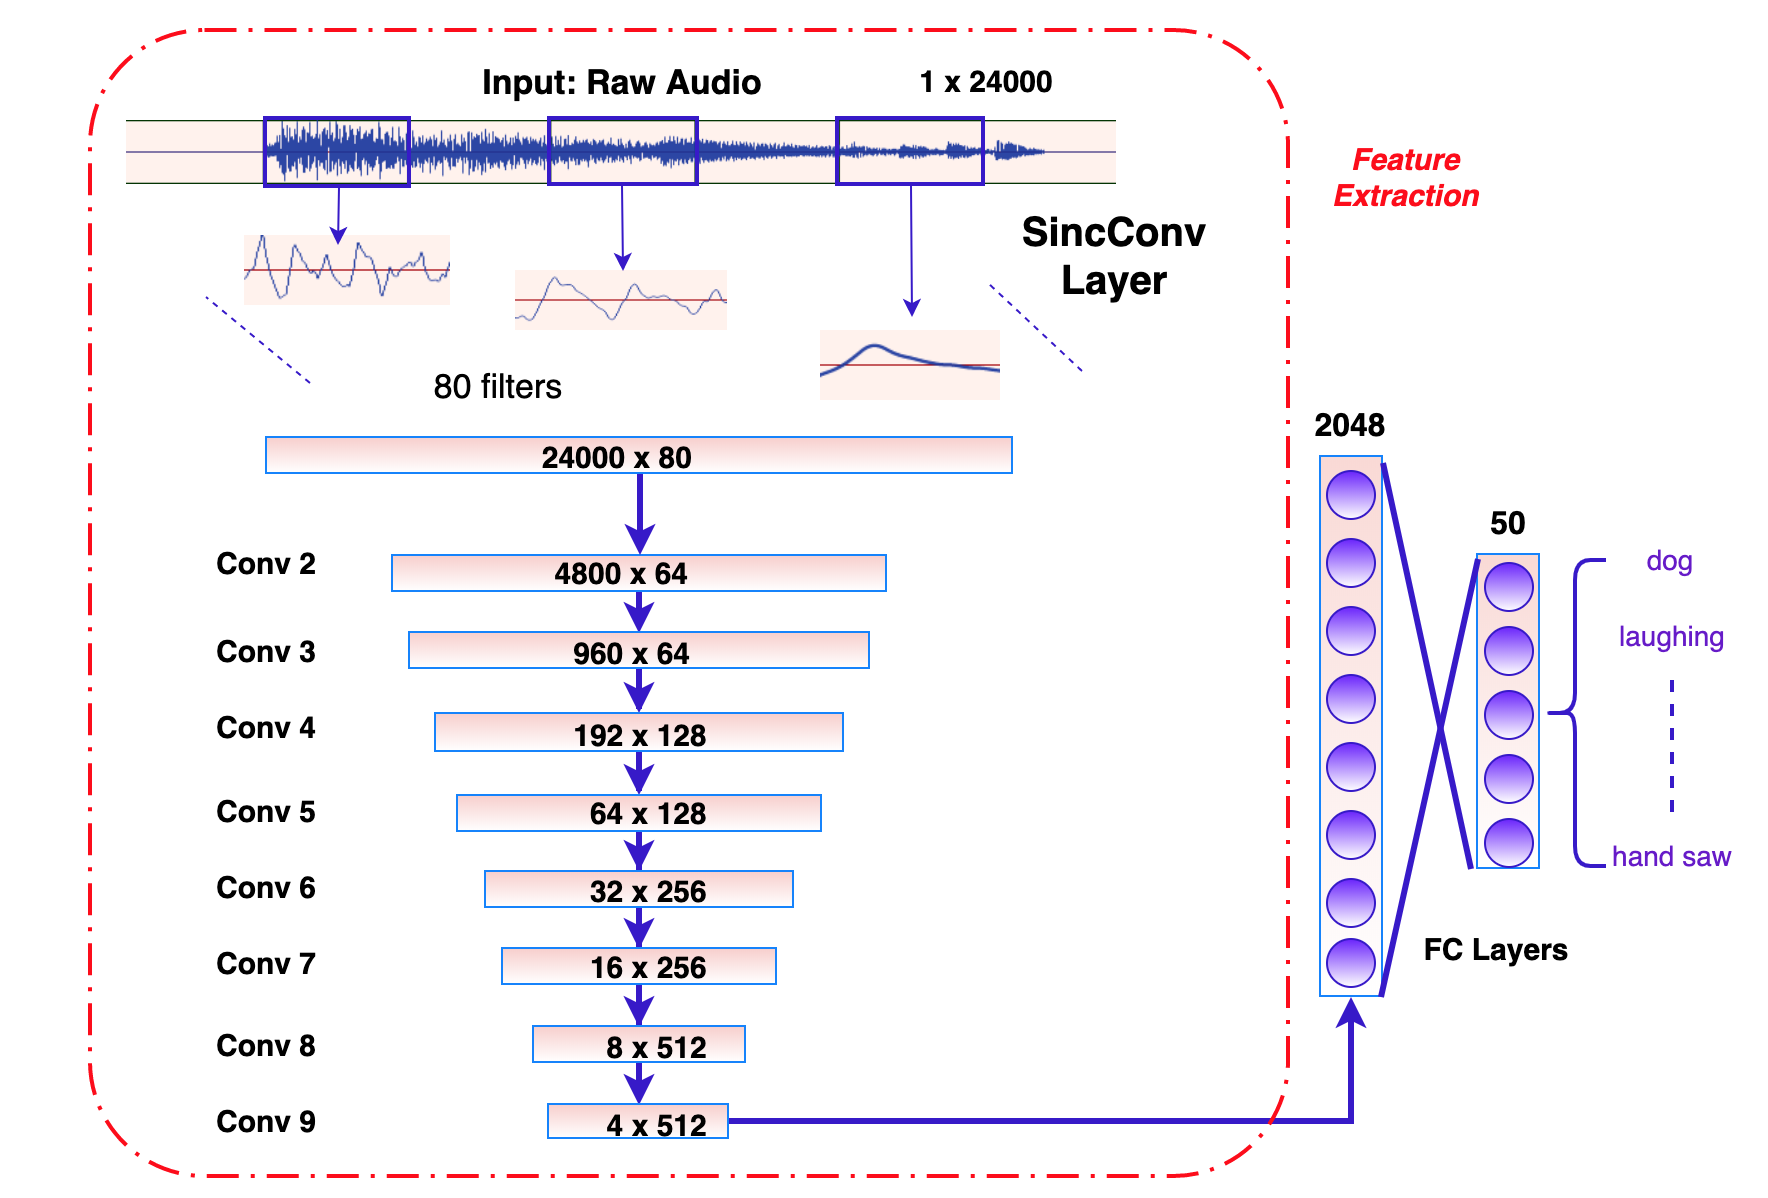 Input: Raw Audio
1 x 24000
Feature
Extraction
SincConv
Layer
80 filters
24000 x 80
Conv 2
4800 x 64
Conv 3
960 x 64
Conv 4
192 x 128
Conv 5
64 x 128
Conv 6
32 x 256
Conv 7
16 x 256
Conv 8
8 x 512
Conv 9
4 x 512
2048
50
dog
laughing
hand saw
FC Layers